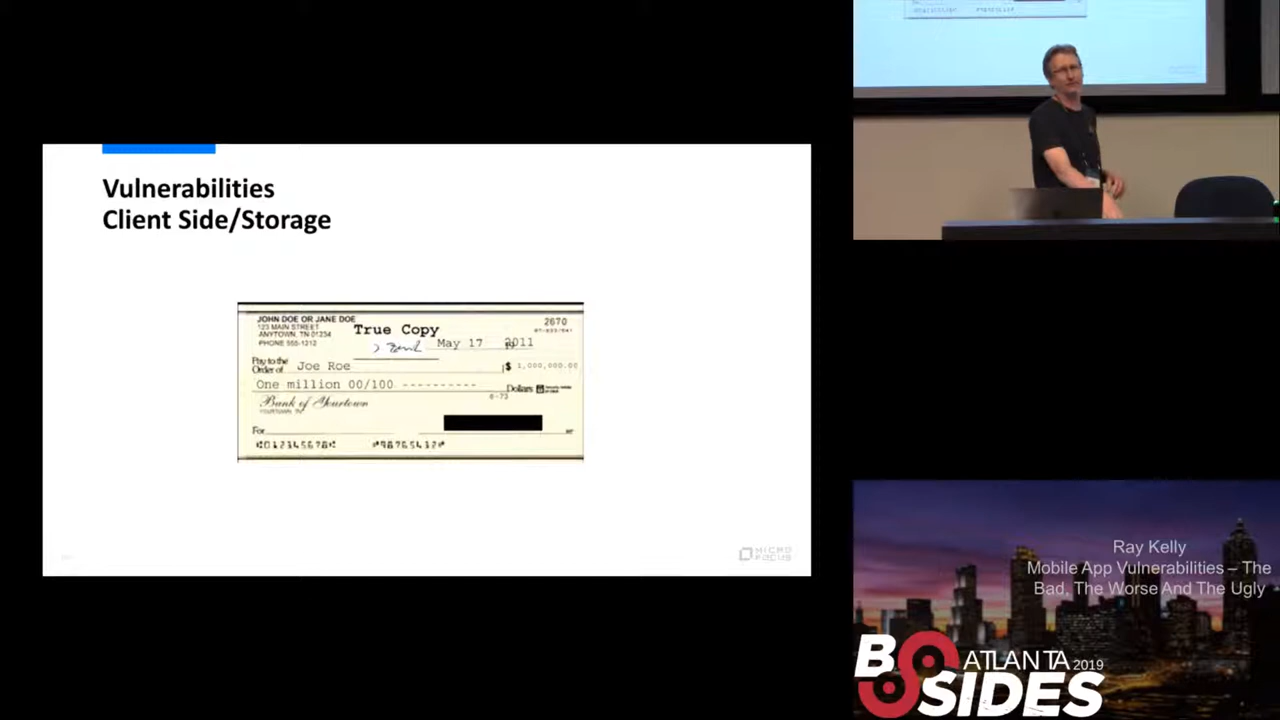 Vulnerabilities
Client Side/Storage
JOHN DOE OR JANE DOE
123 MAIN STREET
ANYTOWN, TN 01234
PHONE 555-1212
True Copy
2670
May 17 2011
Pay to the
Order of
Joe Roe
$ 1,000,000.00
One million 00/100 ----------
Dollars
Bank of Yourtown
For
MICRO
FOCUS
Ray Kelly
Mobile App Vulnerabilities – The
Bad, The Worse And The Ugly
BSIDES
ATLANTA 2019